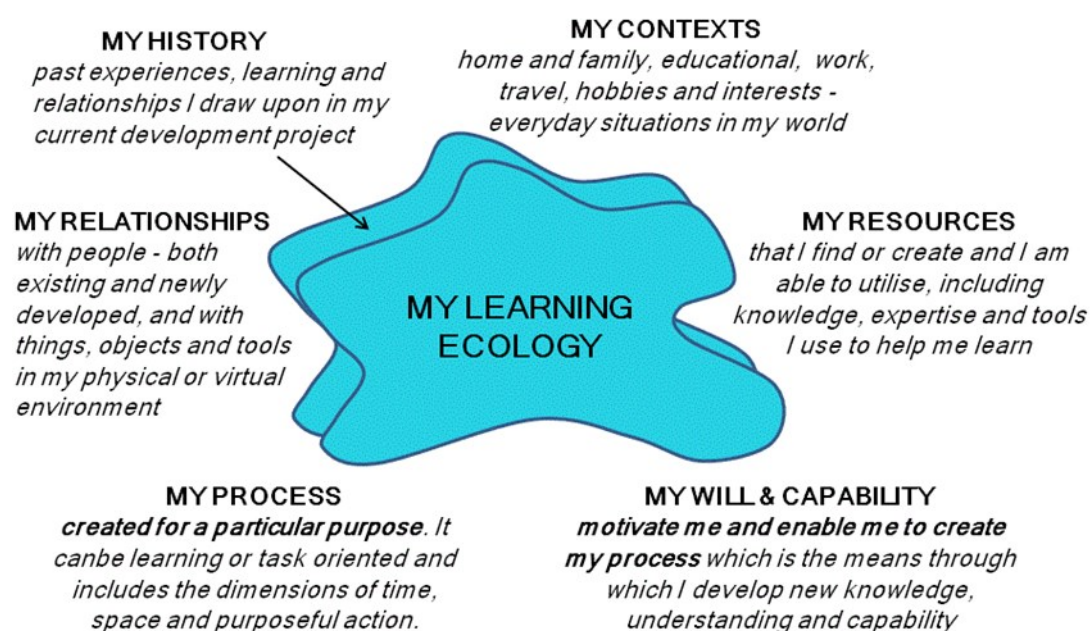 MY HISTORY
past experiences, learning and
relationships I draw upon in my
current development project
MY CONTEXTS
home and family, educational, work,
travel, hobbies and interests -
everyday situations in my world
MY RELATIONSHIPS
with people - both
existing and newly
developed, and with
things, objects and tools
in my physical or virtual
environment
MY LEARNING
ECOLOGY
MY RESOURCES
that I find or create and I am
able to utilise, including
knowledge, expertise and tools
I use to help me learn
MY PROCESS
created for a particular purpose. It
canbe learning or task oriented and
includes the dimensions of time,
space and purposeful action.
MY WILL & CAPABILITY
motivate me and enable me to create
my process which is the means through
which I develop new knowledge,
understanding and capability